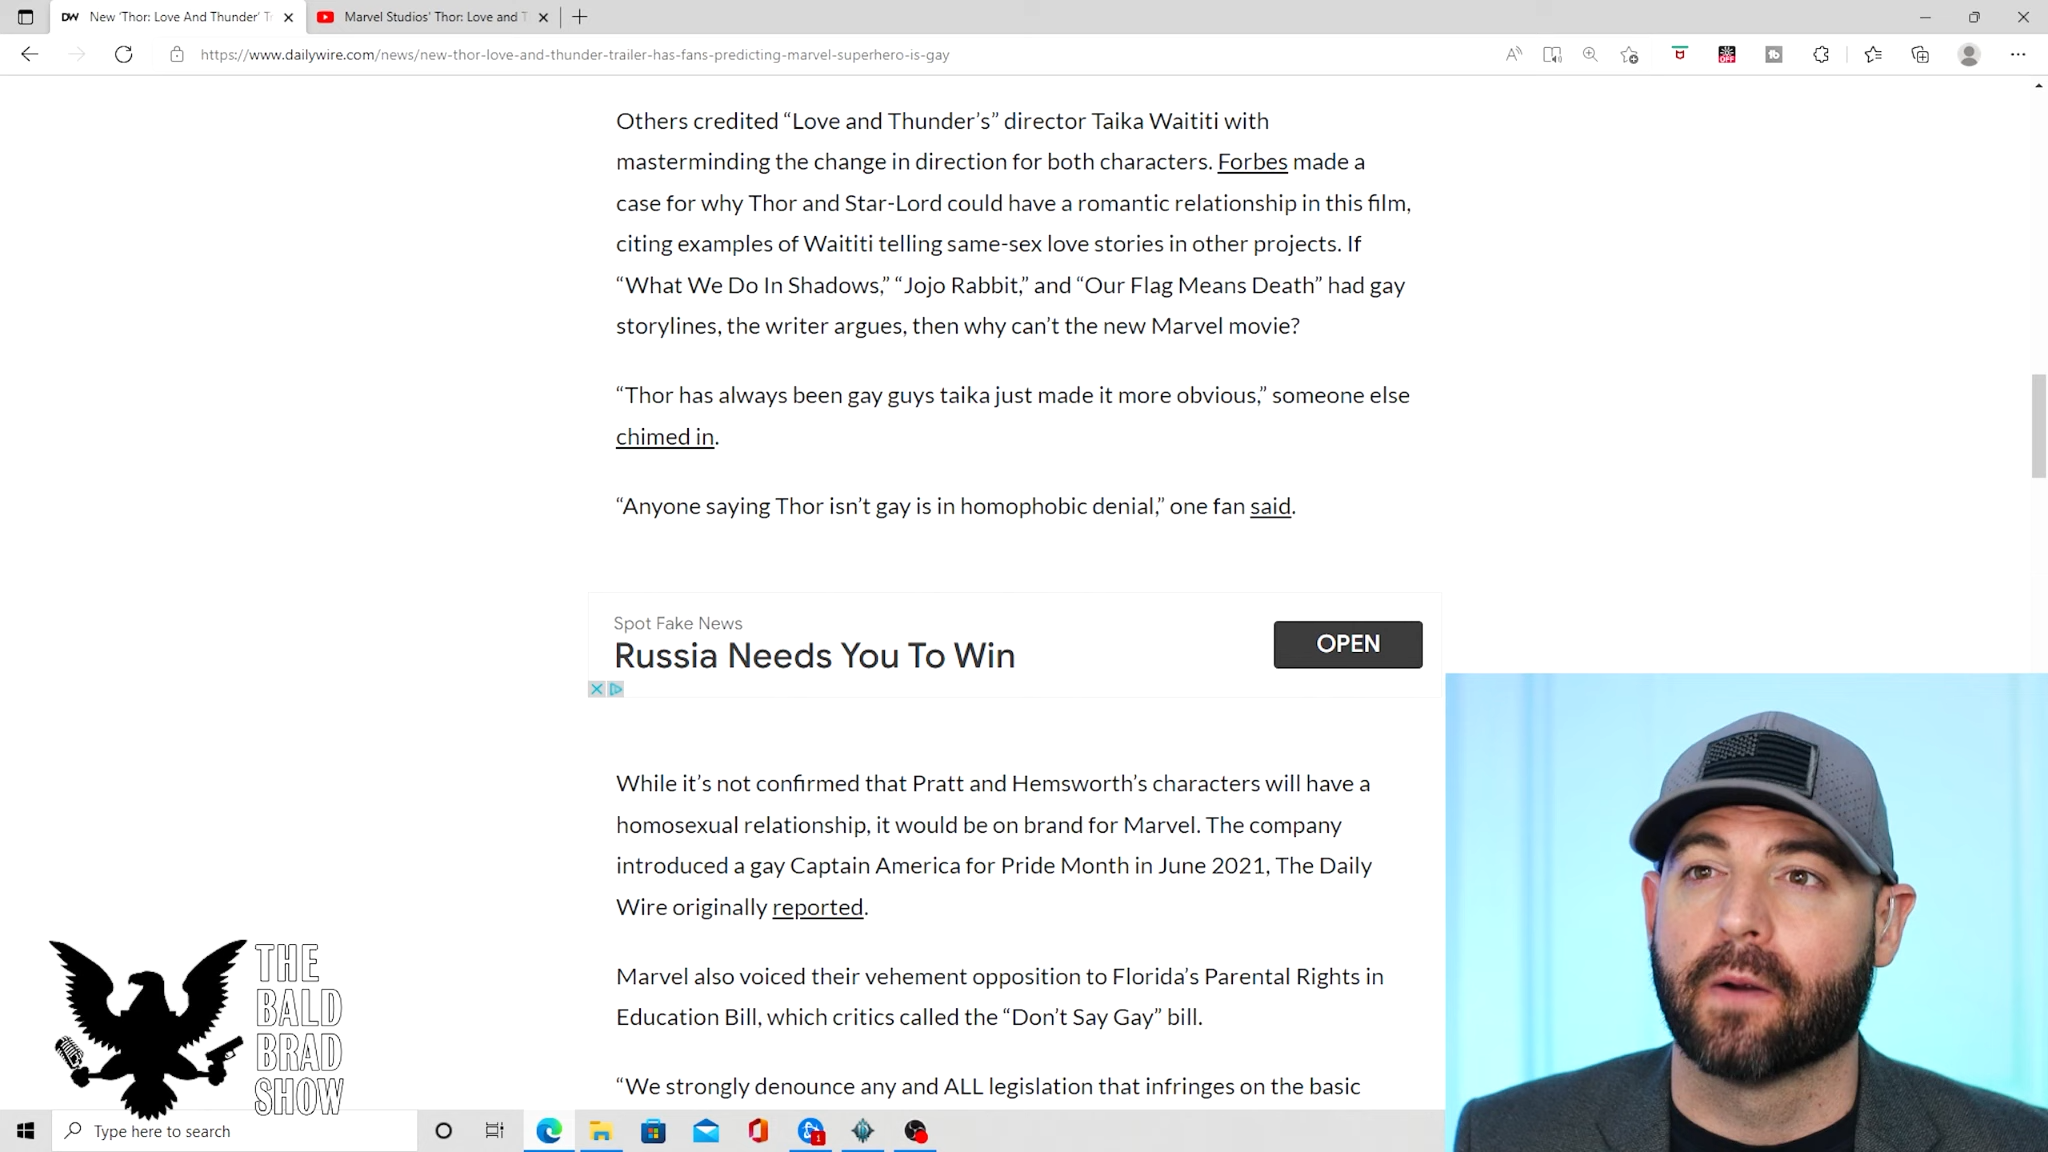 DW New ‘Thor: Love And Thunder’ T
Marvel Studios' Thor: Love and T
https://www.dailywire.com/news/new-thor-love-and-thunder-trailer-has-fans-predicting-marvel-superhero-is-gay
Others credited “Love and Thunder’s” director Taika Waititi with
masterminding the change in direction for both characters. Forbes made a
case for why Thor and Star-Lord could have a romantic relationship in this film,
citing examples of Waititi telling same-sex love stories in other projects. If
“What We Do In Shadows,” “Jojo Rabbit,” and “Our Flag Means Death” had gay
storylines, the writer argues, then why can’t the new Marvel movie?
“Thor has always been gay guys taika just made it more obvious,” someone else
chimed in.
“Anyone saying Thor isn’t gay is in homophobic denial,” one fan said.
Spot Fake News
Russia Needs You To Win
OPEN
While it’s not confirmed that Pratt and Hemsworth’s characters will have a
homosexual relationship, it would be on brand for Marvel. The company
introduced a gay Captain America for Pride Month in June 2021, The Daily
Wire originally reported.
Marvel also voiced their vehement opposition to Florida’s Parental Rights in
Education Bill, which critics called the “Don’t Say Gay” bill.
“We strongly denounce any and ALL legislation that infringes on the basic
THE
BALD
BRAD
SHOW
Type here to search
1